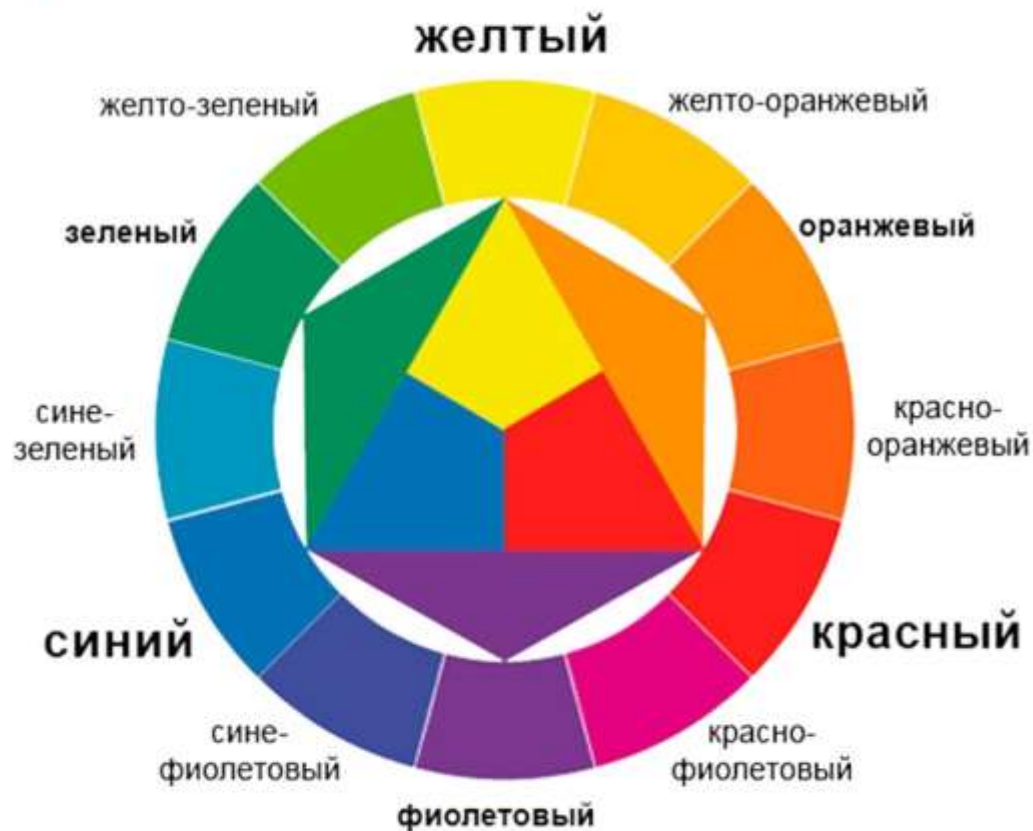 желтый
желто-зеленый
желто-оранжевый
зеленый
оранжевый
сине-
зеленый
красно-
оранжевый
синий
красный
сине-
фиолетовый
красно-
фиолетовый
фиолетовый